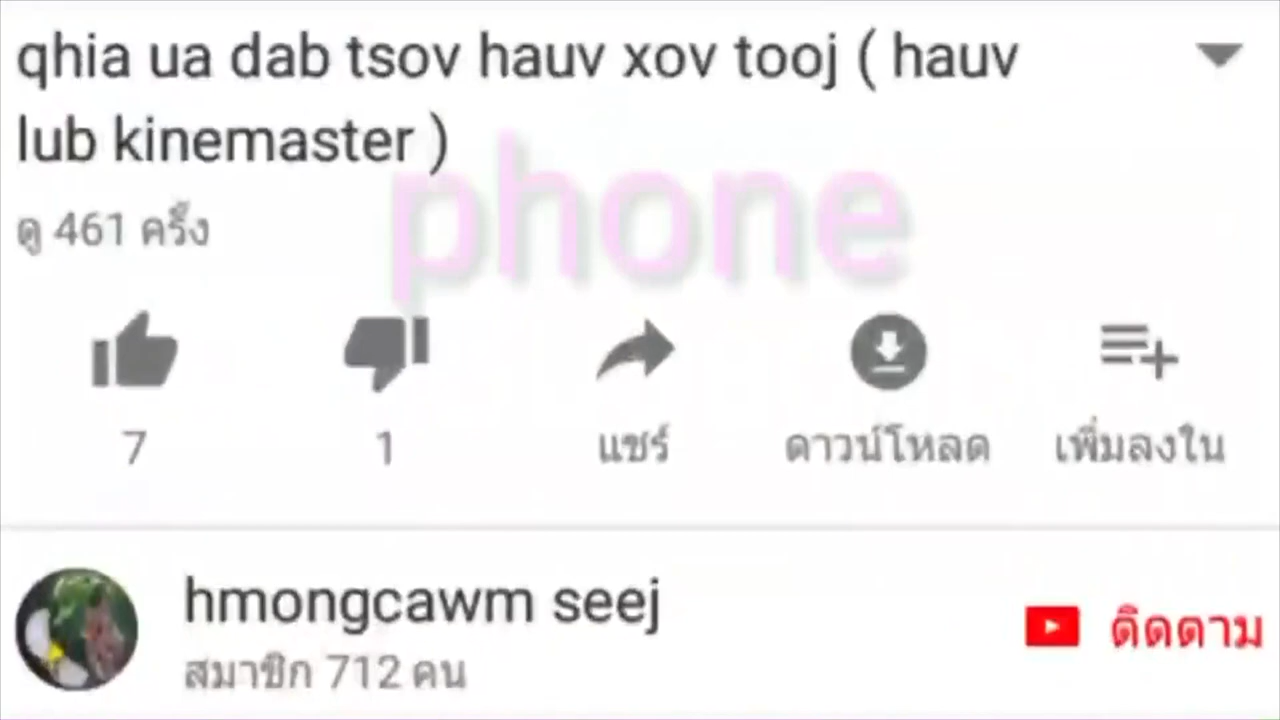 qhia ua dab tsov hauv xov tooj ( hauv
lub kinemaster )
phone
ดู 461 ครั้ง
7
1
แชร์
ดาวน์โหลด
เพิ่มลงใน
hmongcawm seej
สมาชิก 712 คน
ติดตาม